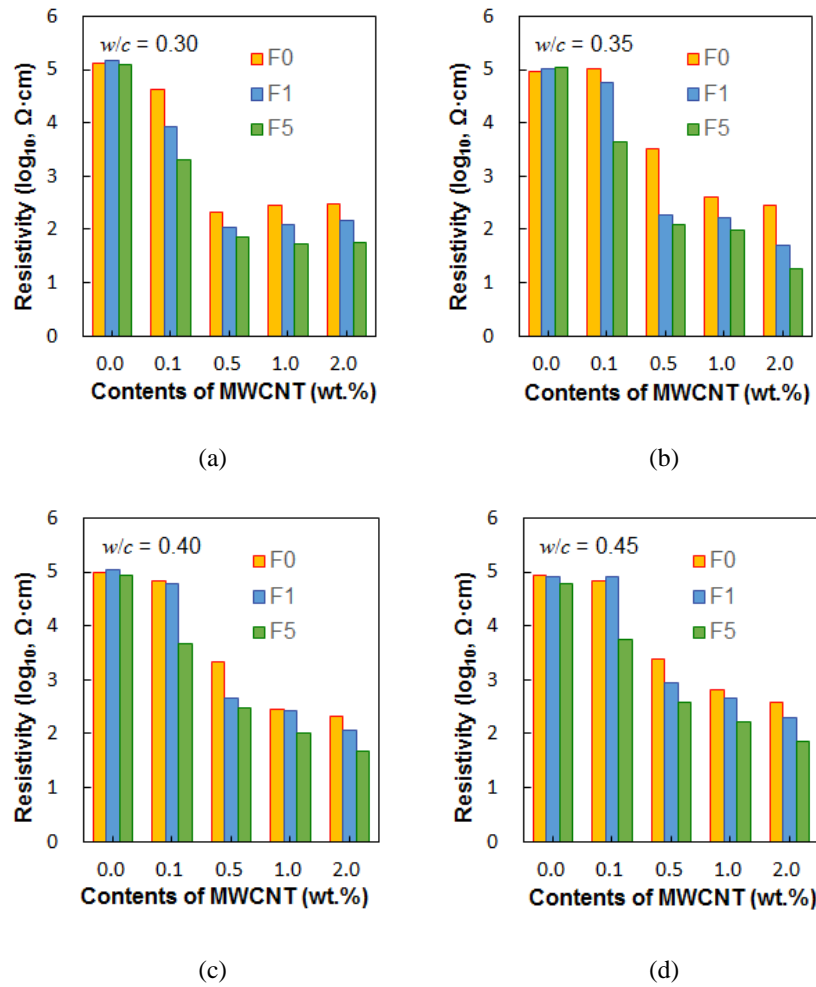 6
5
4
3
2
1
0
Resistivity (log₁₀, Ω·cm)
w/c = 0.30
F0
F1
F5
0.0 0.1 0.5 1.0 2.0
Contents of MWCNT (wt.%)
(a)
6
5
4
3
2
1
0
Resistivity (log₁₀, Ω·cm)
w/c = 0.35
F0
F1
F5
0.0 0.1 0.5 1.0 2.0
Contents of MWCNT (wt.%)
(b)
6
5
4
3
2
1
0
Resistivity (log₁₀, Ω·cm)
w/c = 0.40
F0
F1
F5
0.0 0.1 0.5 1.0 2.0
Contents of MWCNT (wt.%)
(c)
6
5
4
3
2
1
0
Resistivity (log₁₀, Ω·cm)
w/c = 0.45
F0
F1
F5
0.0 0.1 0.5 1.0 2.0
Contents of MWCNT (wt.%)
(d)